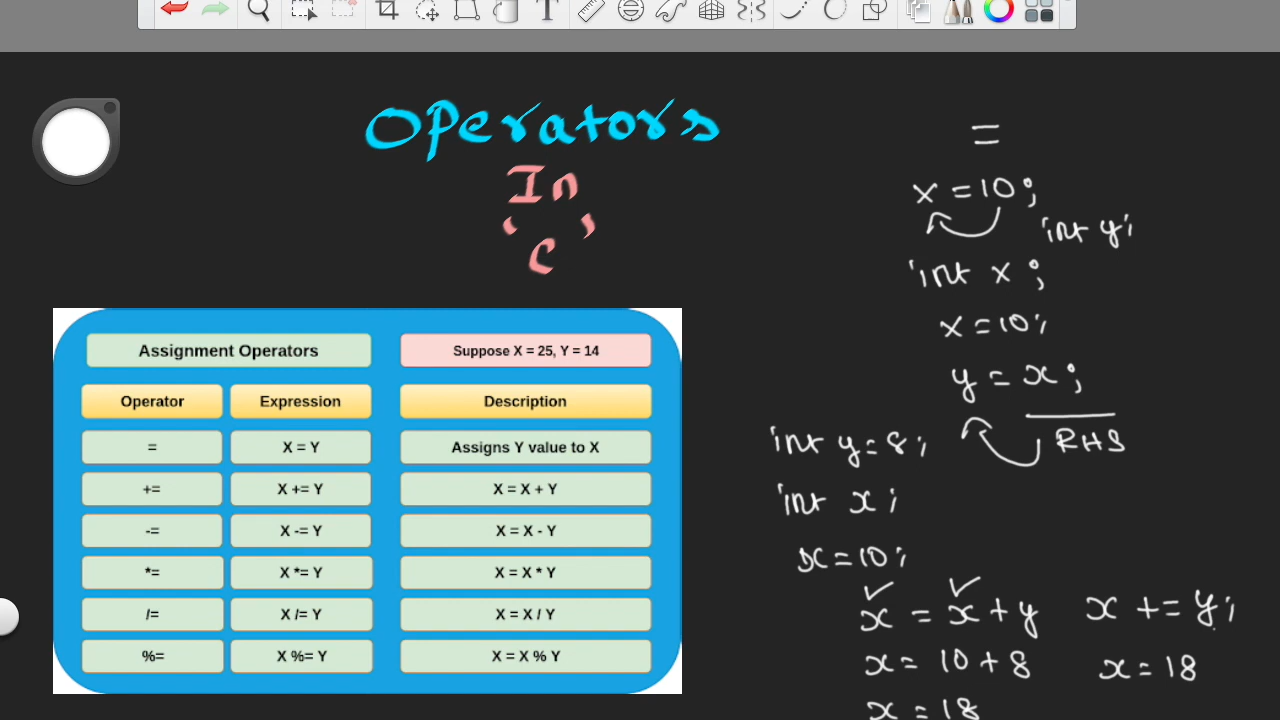 Operators
In
' C '
Assignment Operators Suppose X = 25, Y = 14
Operator Expression Description
= X = Y Assigns Y value to X
+= X += Y X = X + Y
-= X -= Y X = X - Y
*= X *= Y X = X * Y
/= X /= Y X = X / Y
%= X %= Y X = X % Y
=
x = 10;
int y;
int x ;
x = 10;
y = x ;
RHS
int y = 8 ;
int x ;
x = 10 ;
x = x + y x += y;
x = 10 + 8 x = 18
x = 18